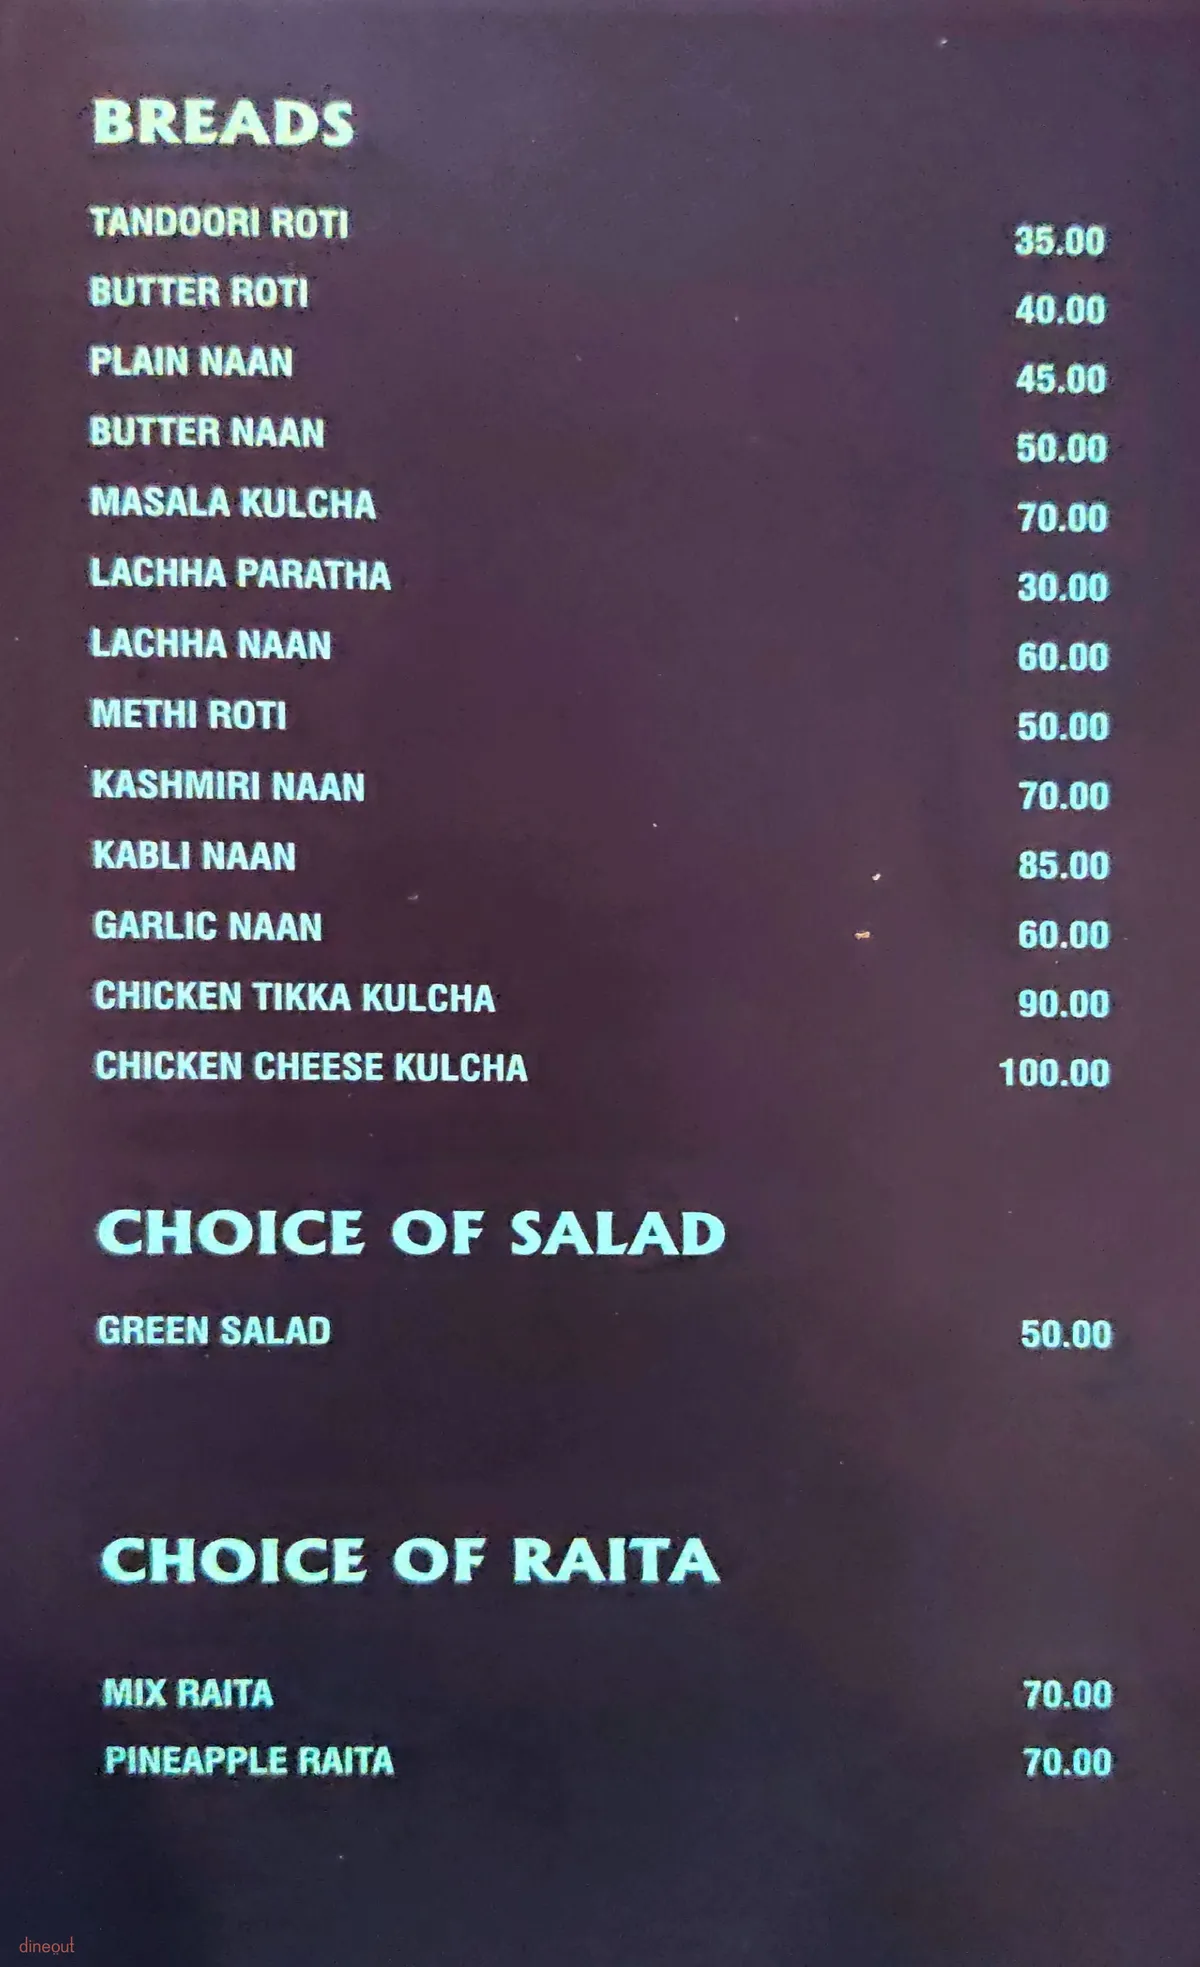 BREADS
TANDOORI ROTI 35.00
BUTTER ROTI 40.00
PLAIN NAAN 45.00
BUTTER NAAN 50.00
MASALA KULCHA 70.00
LACHHA PARATHA 30.00
LACHHA NAAN 60.00
METHI ROTI 50.00
KASHMIRI NAAN 70.00
KABLI NAAN 85.00
GARLIC NAAN 60.00
CHICKEN TIKKA KULCHA 90.00
CHICKEN CHEESE KULCHA 100.00
CHOICE OF SALAD
GREEN SALAD 50.00
CHOICE OF RAITA
MIX RAITA 70.00
PINEAPPLE RAITA 70.00
dineout